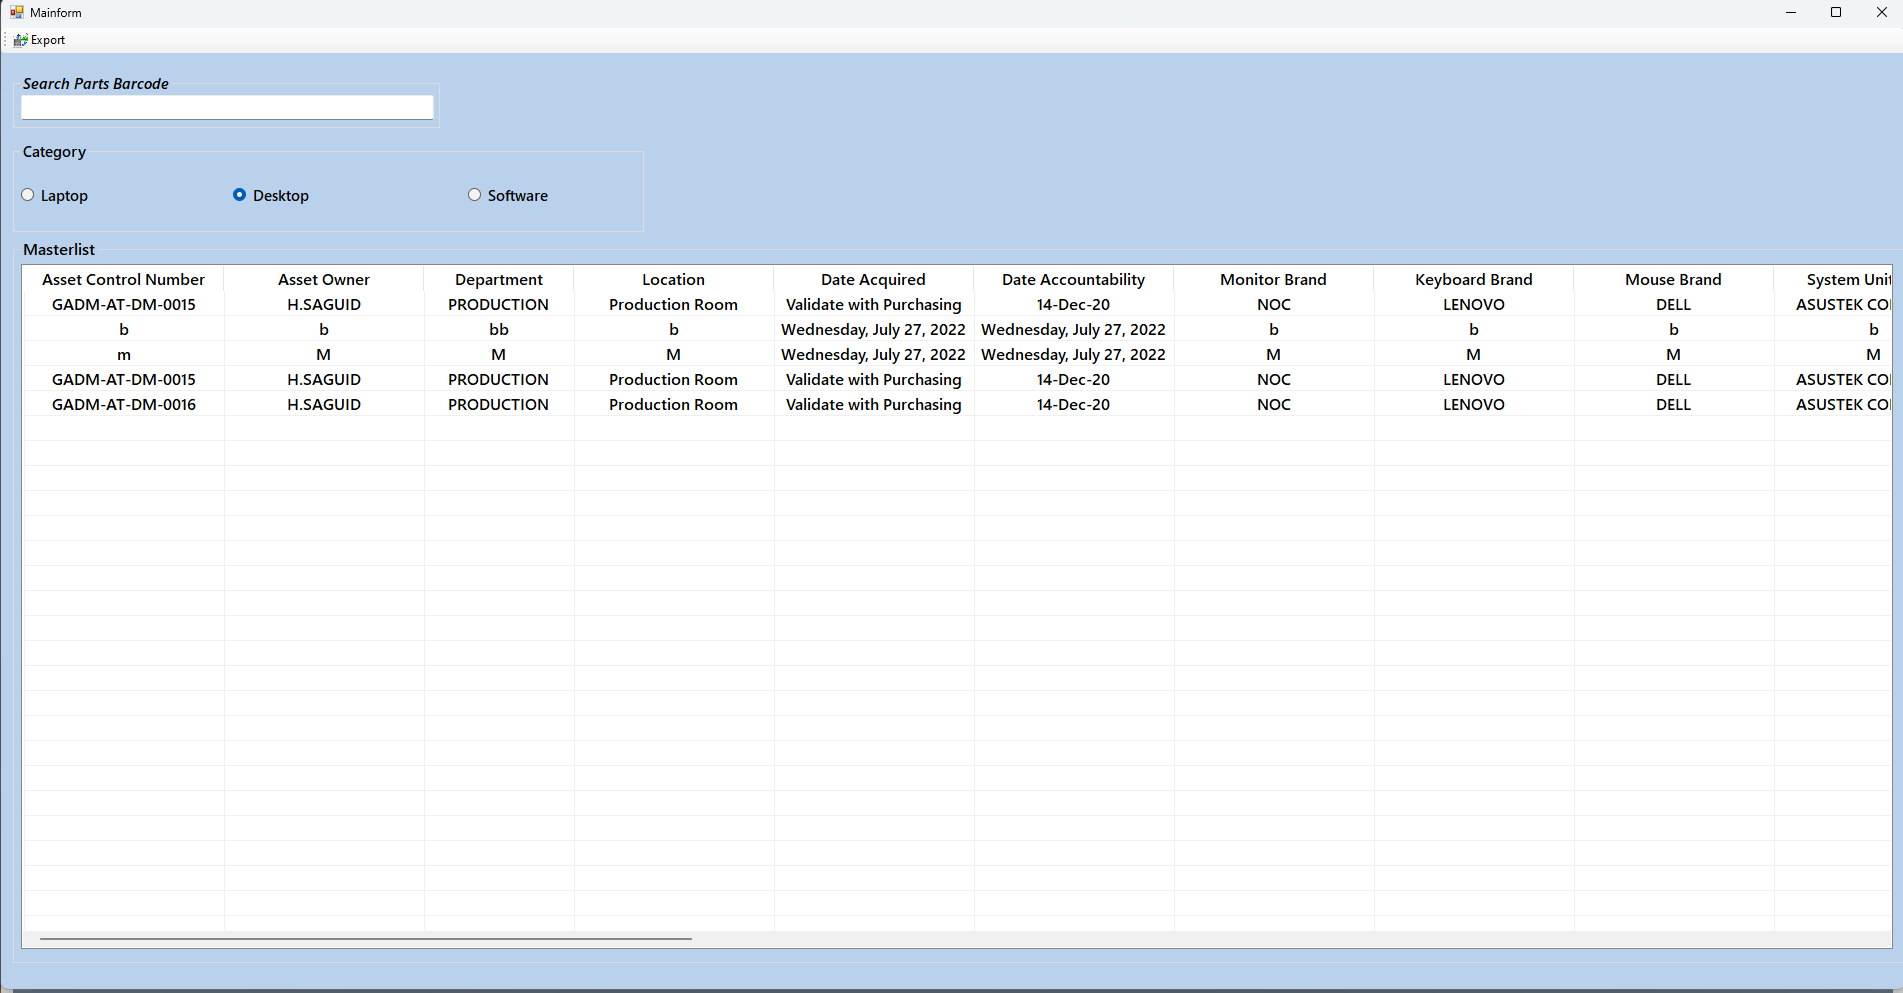 Mainform
Export
Search Parts Barcode
Category
Laptop Desktop Software
Masterlist
Asset Control Number Asset Owner Department Location Date Acquired Date Accountability Monitor Brand Keyboard Brand Mouse Brand System Unit
GADM-AT-DM-0015 H.SAGUID PRODUCTION Production Room Validate with Purchasing 14-Dec-20 NOC LENOVO DELL ASUSTEK
b b bb b Wednesday, July 27, 2022 Wednesday, July 27, 2022 b b b b
m M M M Wednesday, July 27, 2022 Wednesday, July 27, 2022 M M M M
GADM-AT-DM-0015 H.SAGUID PRODUCTION Production Room Validate with Purchasing 14-Dec-20 NOC LENOVO DELL ASUSTEK
GADM-AT-DM-0016 H.SAGUID PRODUCTION Production Room Validate with Purchasing 14-Dec-20 NOC LENOVO DELL ASUSTEK